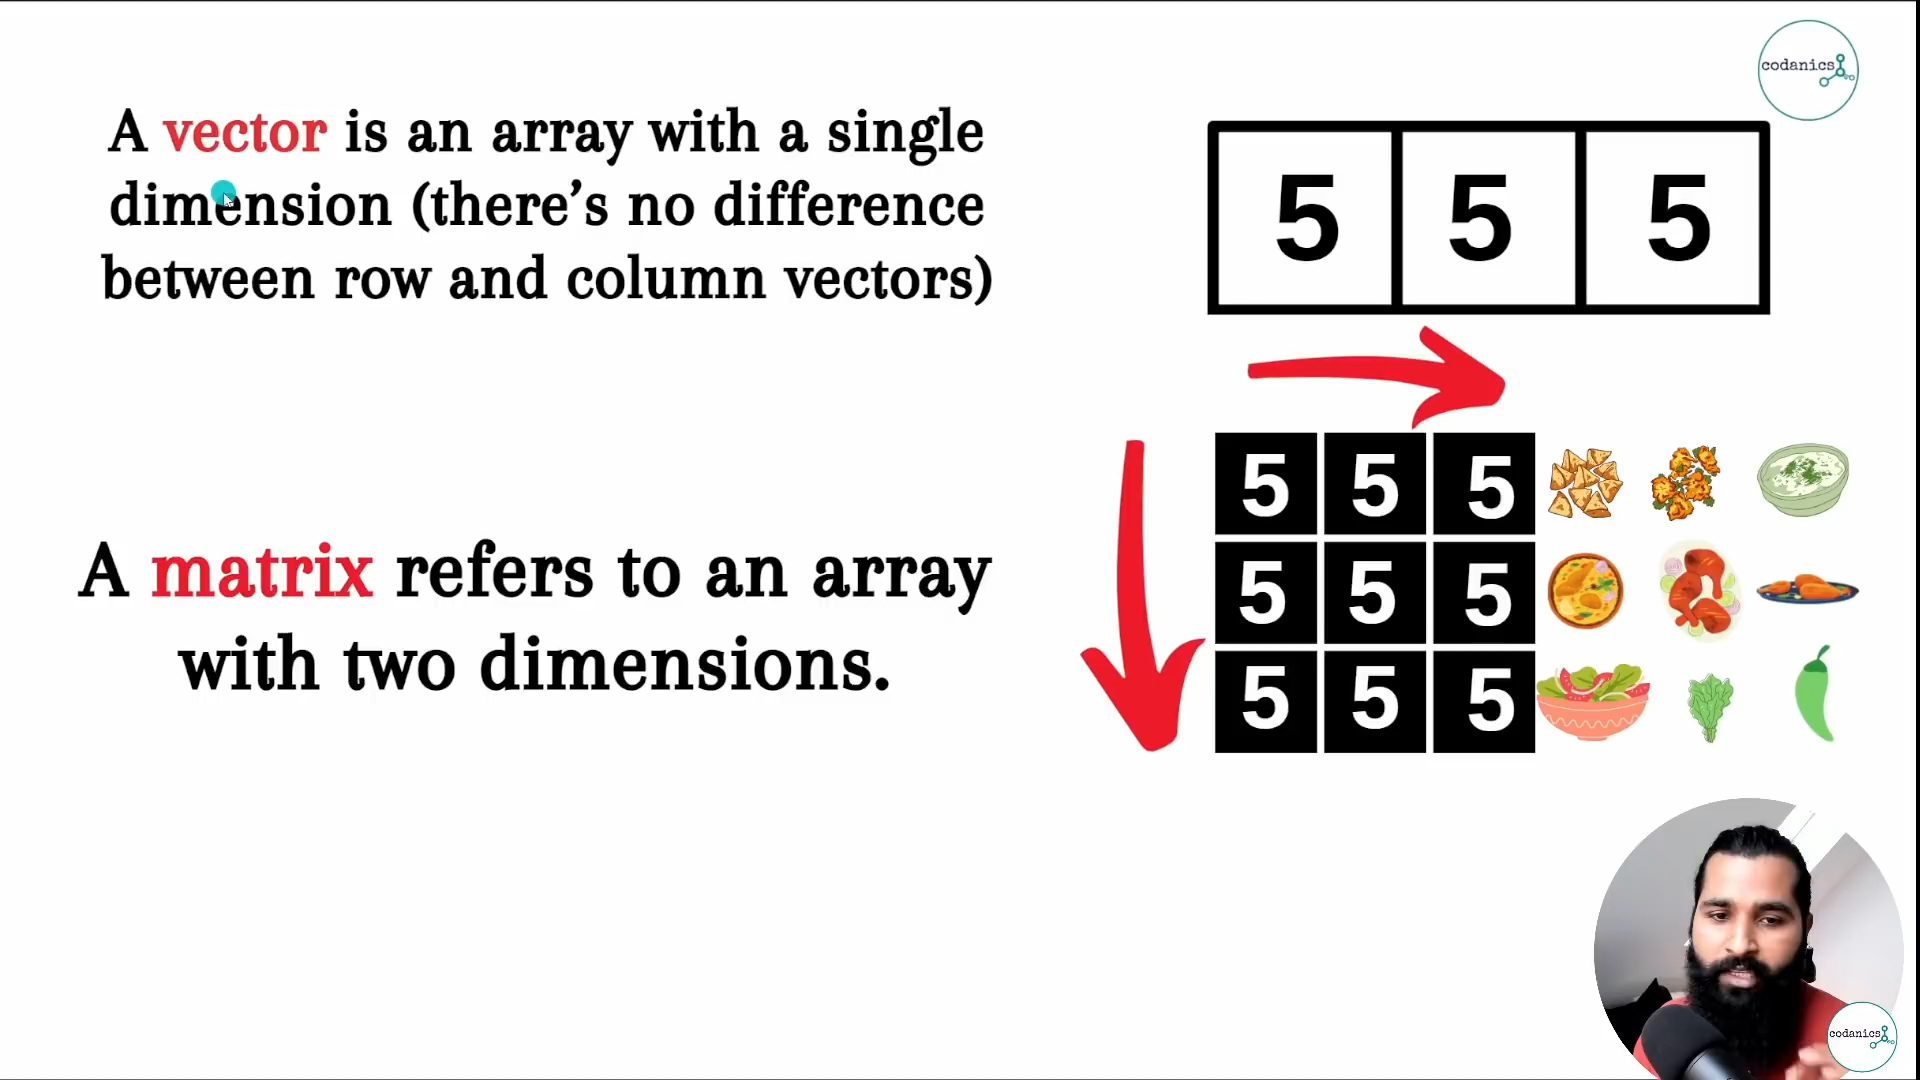 codanics
A vector is an array with a single
dimension (there’s no difference
between row and column vectors)
5 5 5
A matrix refers to an array
with two dimensions.
5 5 5
5 5 5
5 5 5
codanics